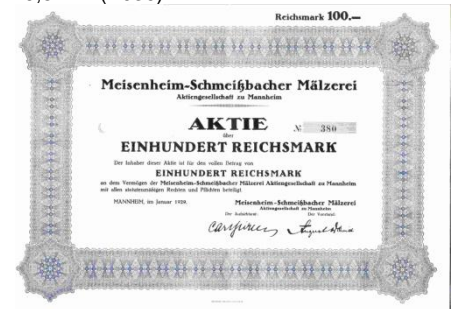 Reichsmark 100.—
Meisenheim-Schmeißbacher Mälzerei
Aktiengesellschaft zu Mannheim
AKTIE
№ 380
über
EINHUNDERT REICHSMARK
Der Inhaber dieser Aktie ist für den vollen Betrag von
EINHUNDERT REICHSMARK
an dem Vermögen der Meisenheim-Schmeißbacher Mälzerei Aktiengesellschaft zu Mannheim
mit allen satzungsmäßigen Rechten und Pflichten beteiligt.
MANNHEIM, im Januar
Meisenheim-Schmeißbacher Mälzerei
Aktiengesellschaft zu Mannheim
Der Aufsichtsrat: Der Vorstand: